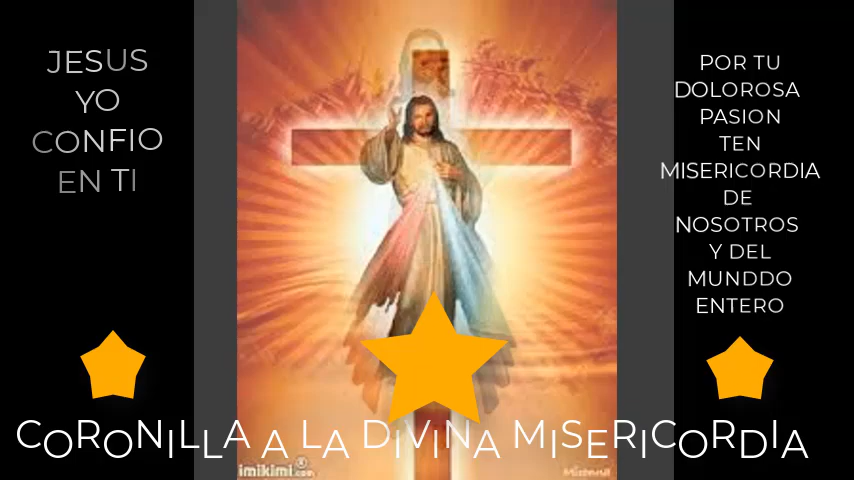 JESUS
YO
CONFIO
EN TI
POR TU
DOLOROSA
PASION
TEN
MISERICORDIA
DE
NOSOTROS
Y DEL
MUNDDO
ENTERO
CORONILLA A LA DIVINA MISERICORDIA
imikimi.com